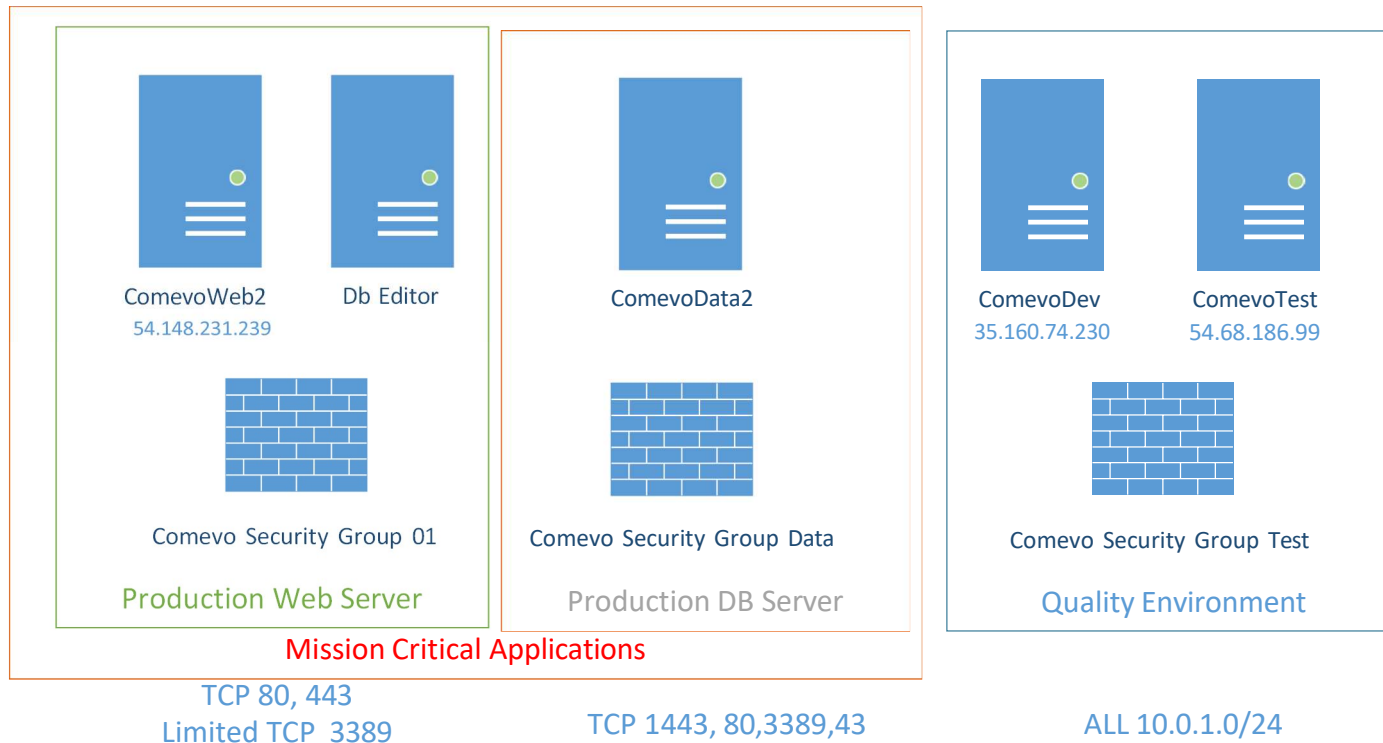 ComevoWeb2
54.148.231.239
Db Editor
Comevo Security Group 01
Production Web Server
ComevoData2
Comevo Security Group Data
Production DB Server
Mission Critical Applications
ComevoDev
35.160.74.230
ComevoTest
54.68.186.99
Comevo Security Group Test
Quality Environment
TCP 80, 443
Limited TCP 3389
TCP 1443, 80,3389,43
ALL 10.0.1.0/24